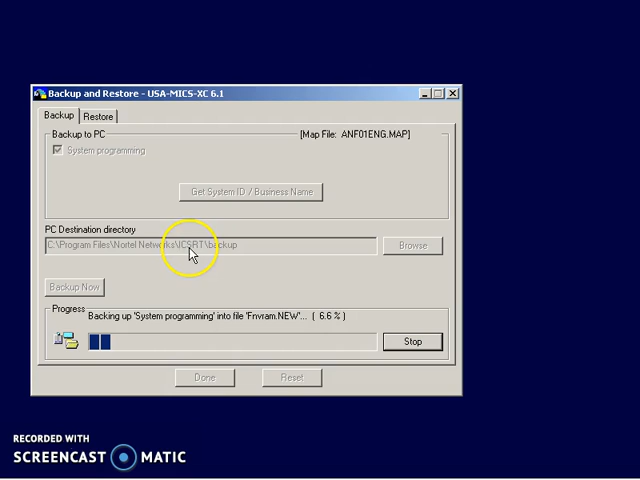 Backup and Restore - USA-MICS-XC 6.1
Backup Restore
Backup to PC [Map File: ANF01ENG.MAP]
System programming
Get System ID / Business Name
PC Destination directory
C:\Program Files\Nortel Networks\ICSRT\backup Browse
Backup Now
Progress
Backing up 'System programming' into file 'Fnvram.NEW'... ( 6.6 % )
Stop
Done Reset
RECORDED WITH
SCREENCAST MATIC